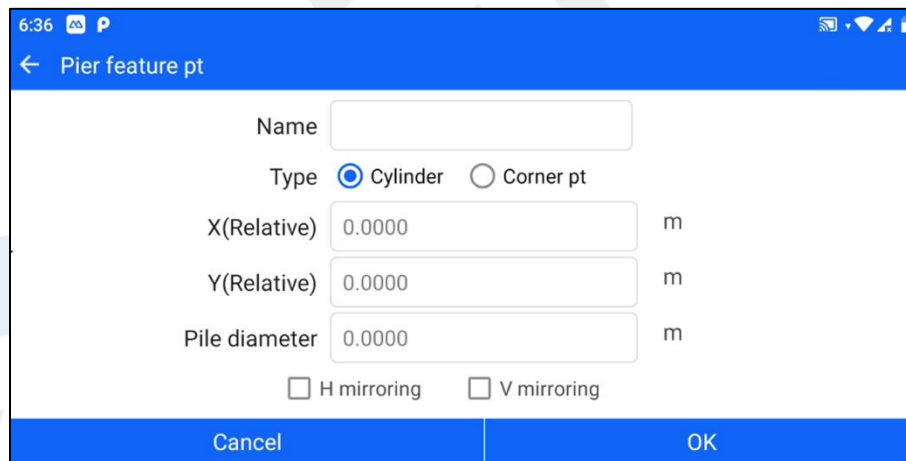 6:36
Pier feature pt
Name
Type Cylinder Corner pt
X(Relative) 0.0000 m
Y(Relative) 0.0000 m
Pile diameter 0.0000 m
H mirroring V mirroring
Cancel OK